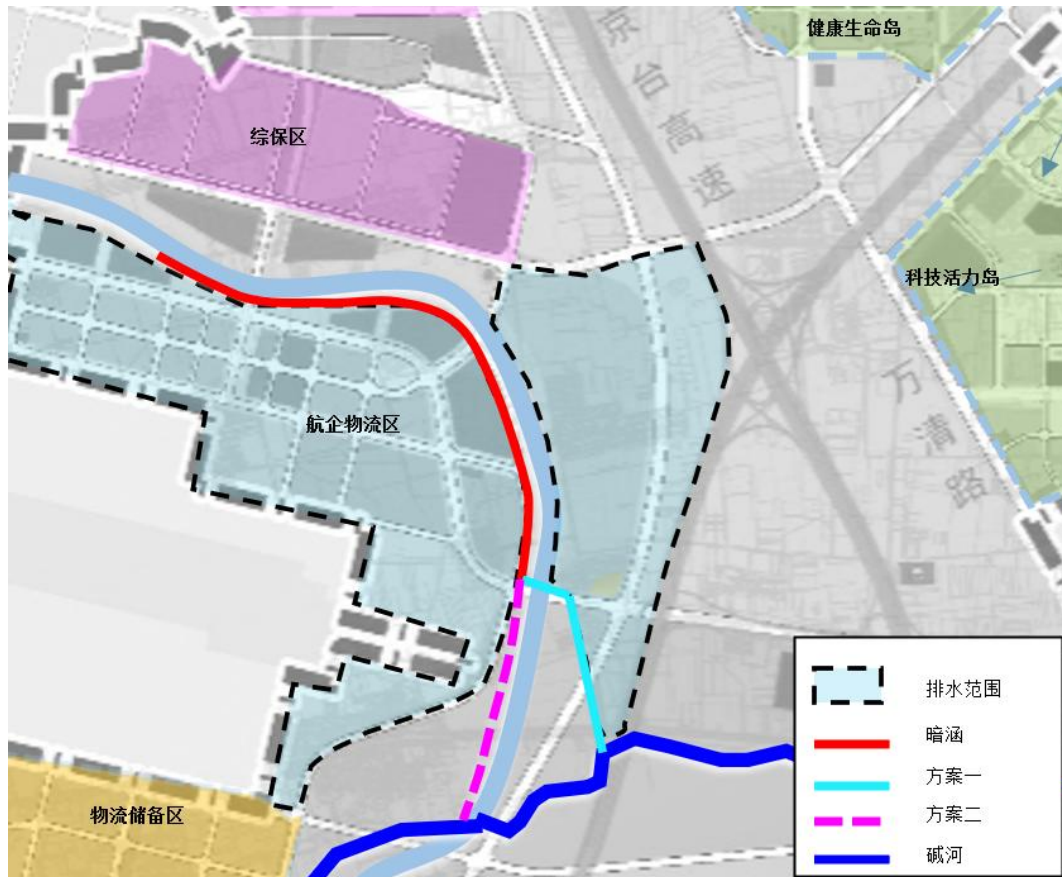 健康生命岛
综保区
京台高速
科技活力岛
万清路
航企物流区
物流储备区
排水范围
暗涵
方案一
方案二
碱河